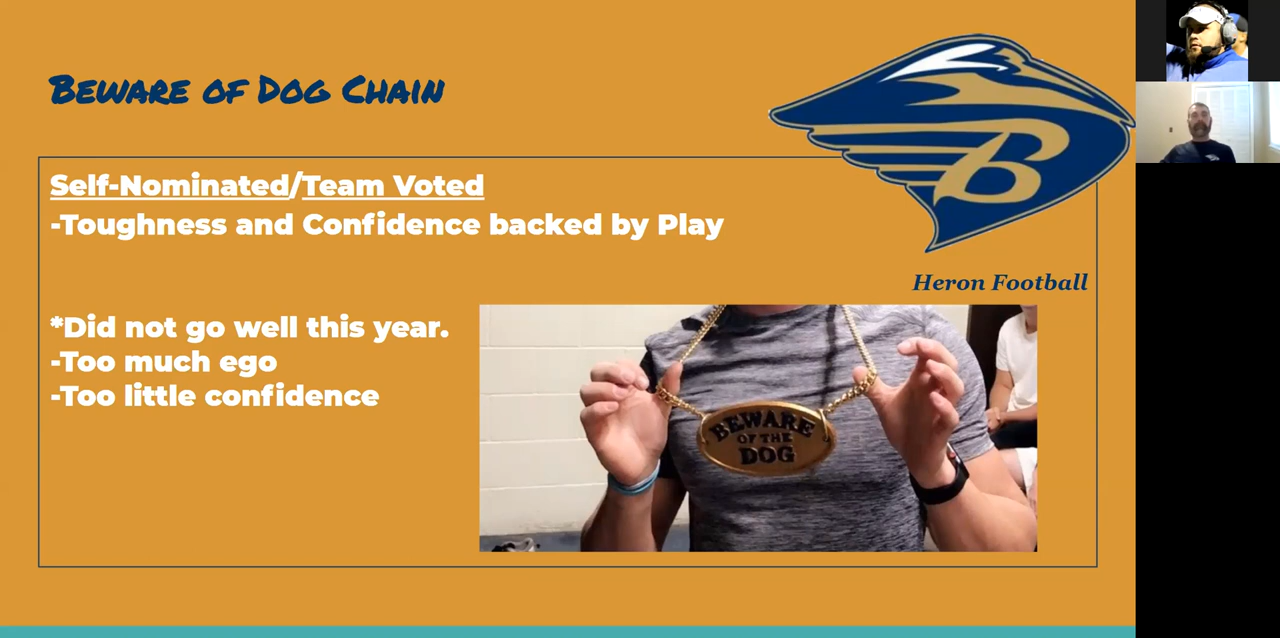 Beware of Dog Chain
Self-Nominated/Team Voted
-Toughness and Confidence backed by Play
B
Heron Football
*Did not go well this year.
-Too much ego
-Too little confidence
BEWARE
OF THE
DOG